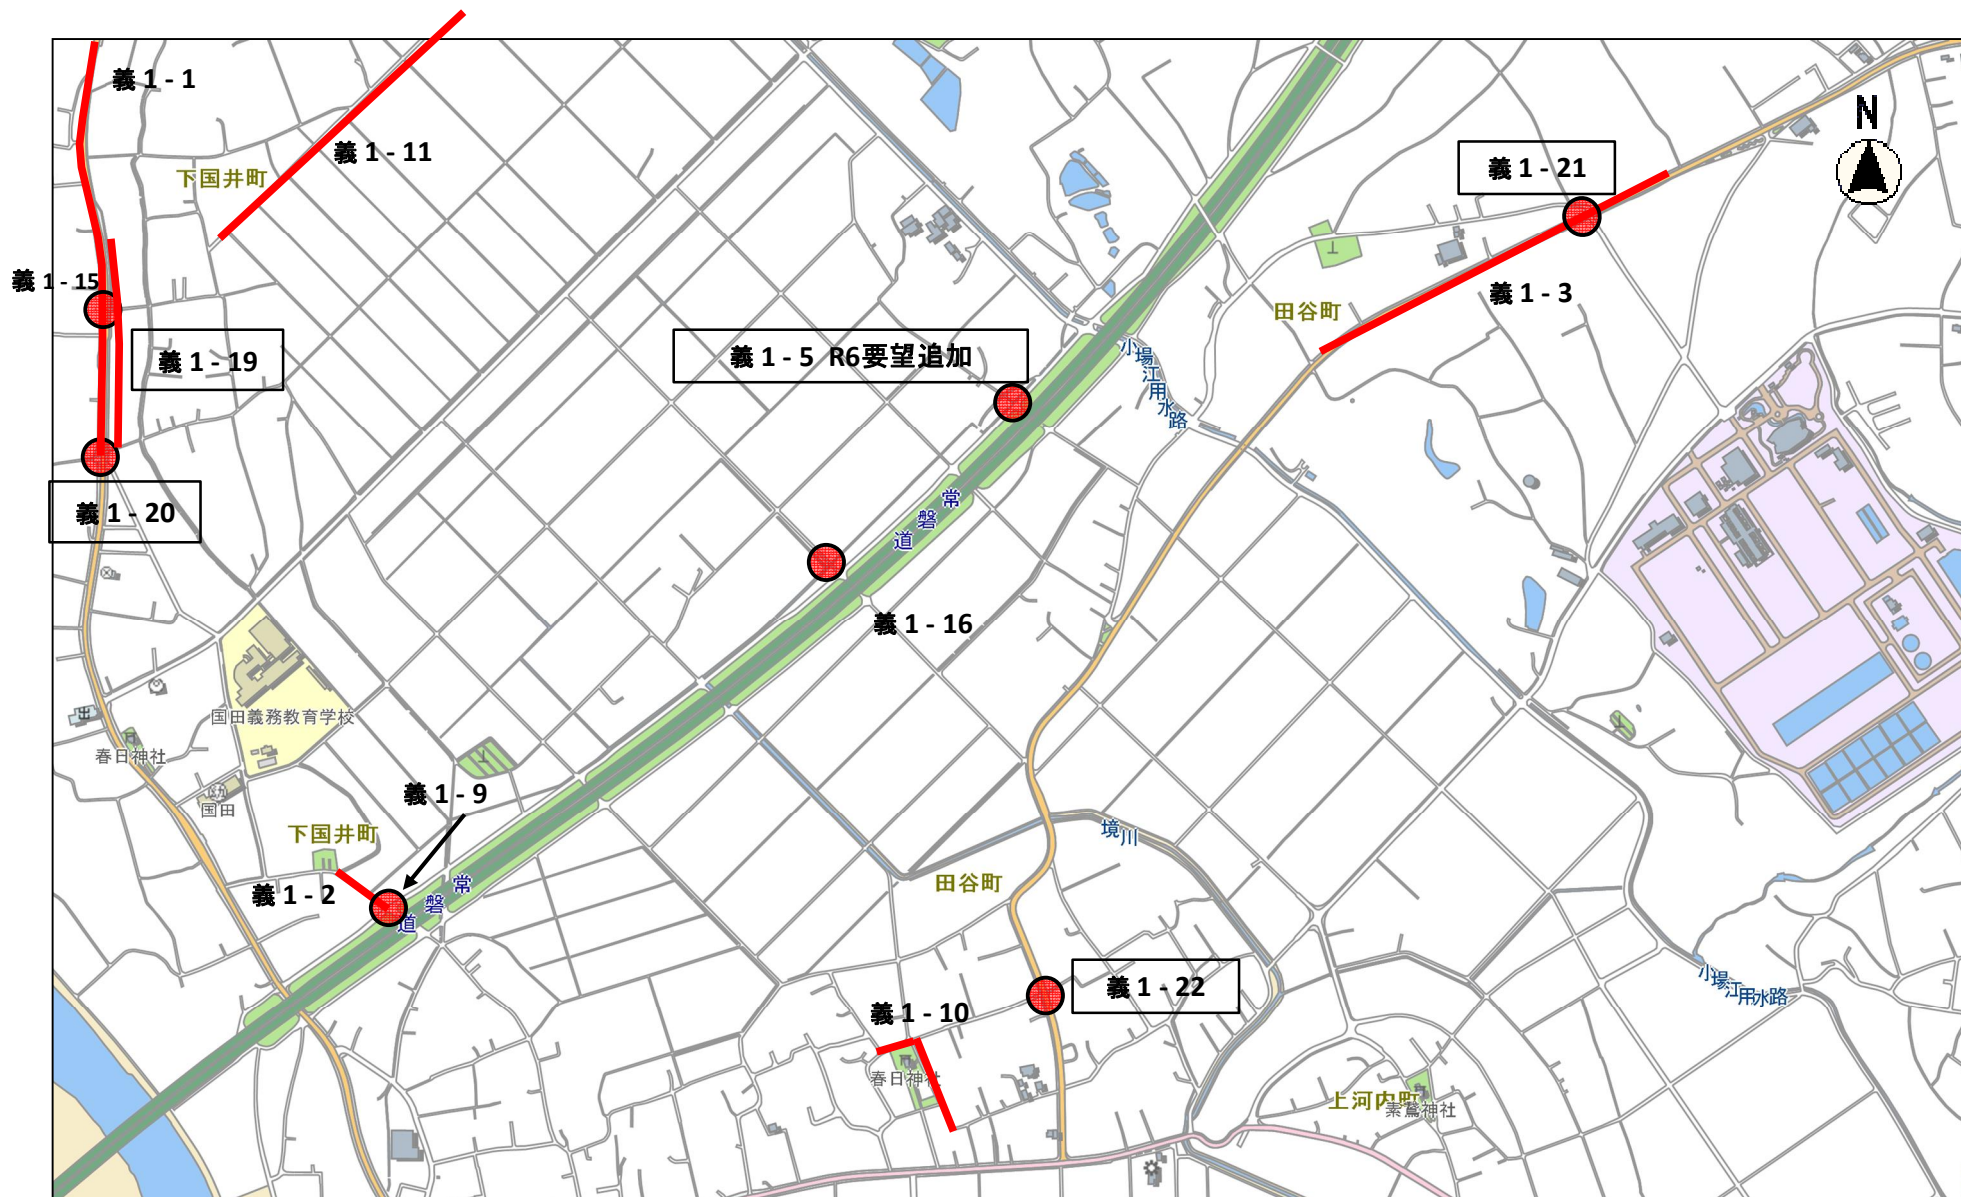 N
義 1 - 1
義 1 - 11
下国井町
義 1 - 21
義 1 - 15
義 1 - 3
田谷町
義 1 - 19
義 1 - 5 R6要望追加
小場江用水路
義 1 - 20
常磐道
義 1 - 16
国田義務教育学校
春日神社
国田
義 1 - 9
下国井町
境川
義 1 - 2
常磐道
田谷町
小場江用水路
義 1 - 22
義 1 - 10
春日神社
上河内町
素鵞神社